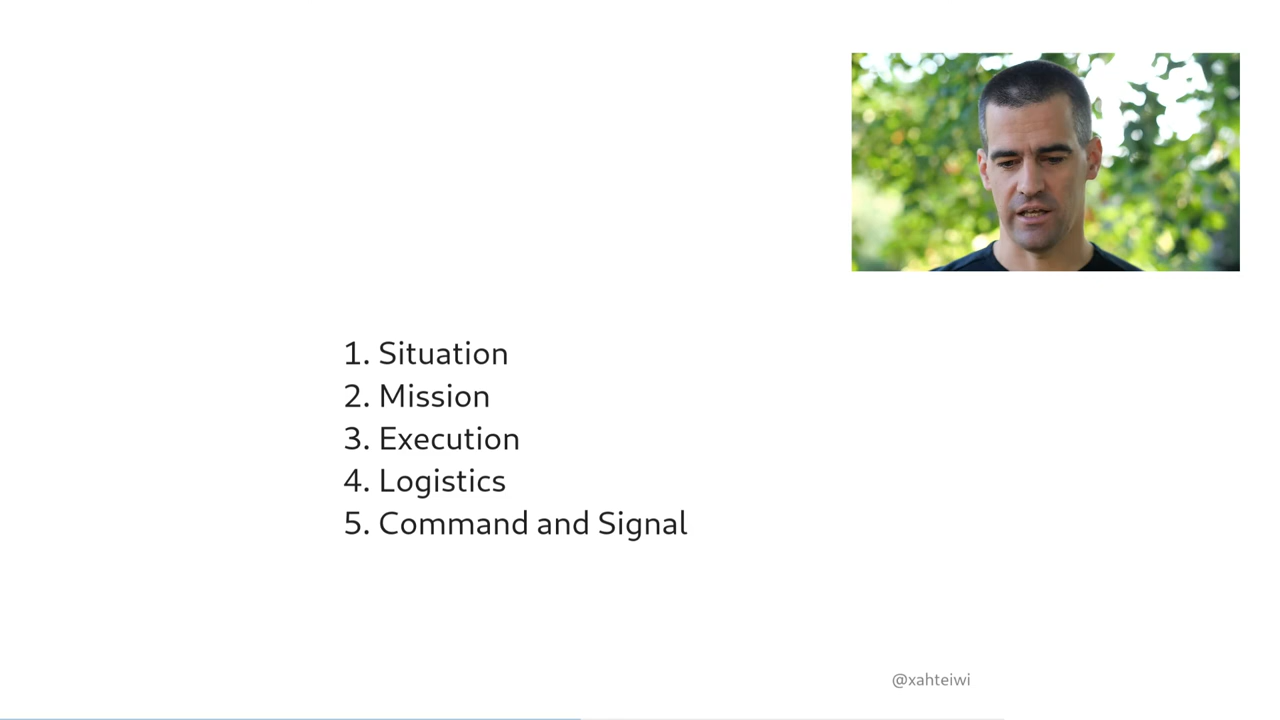 1. Situation
2. Mission
3. Execution
4. Logistics
5. Command and Signal
@xahteiwi